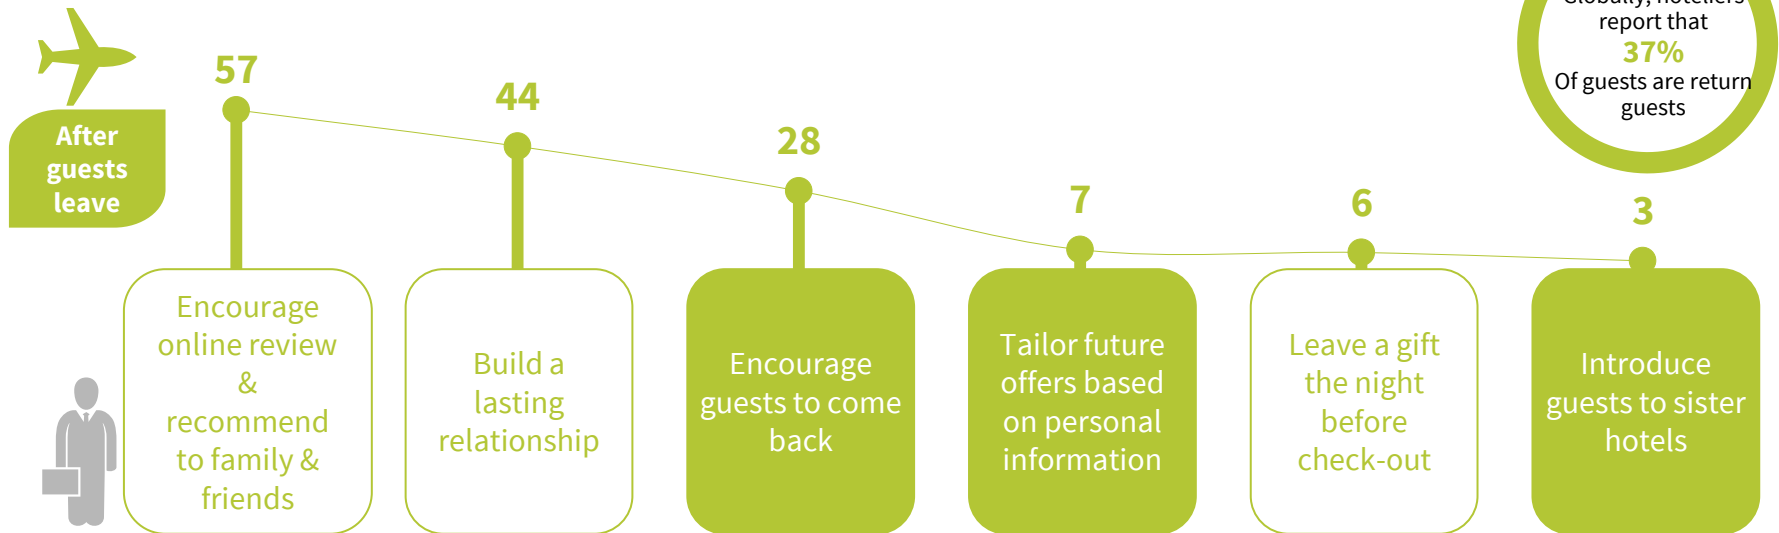 Globally, hoteliers
report that
37%
Of guests are return
guests
After
guests
leave
57
44
28
7
6
3
Encourage
online review
&
recommend
to family &
friends
Build a
lasting
relationship
Encourage
guests to come
back
Tailor future
offers based
on personal
information
Leave a gift
the night
before
check-out
Introduce
guests to sister
hotels